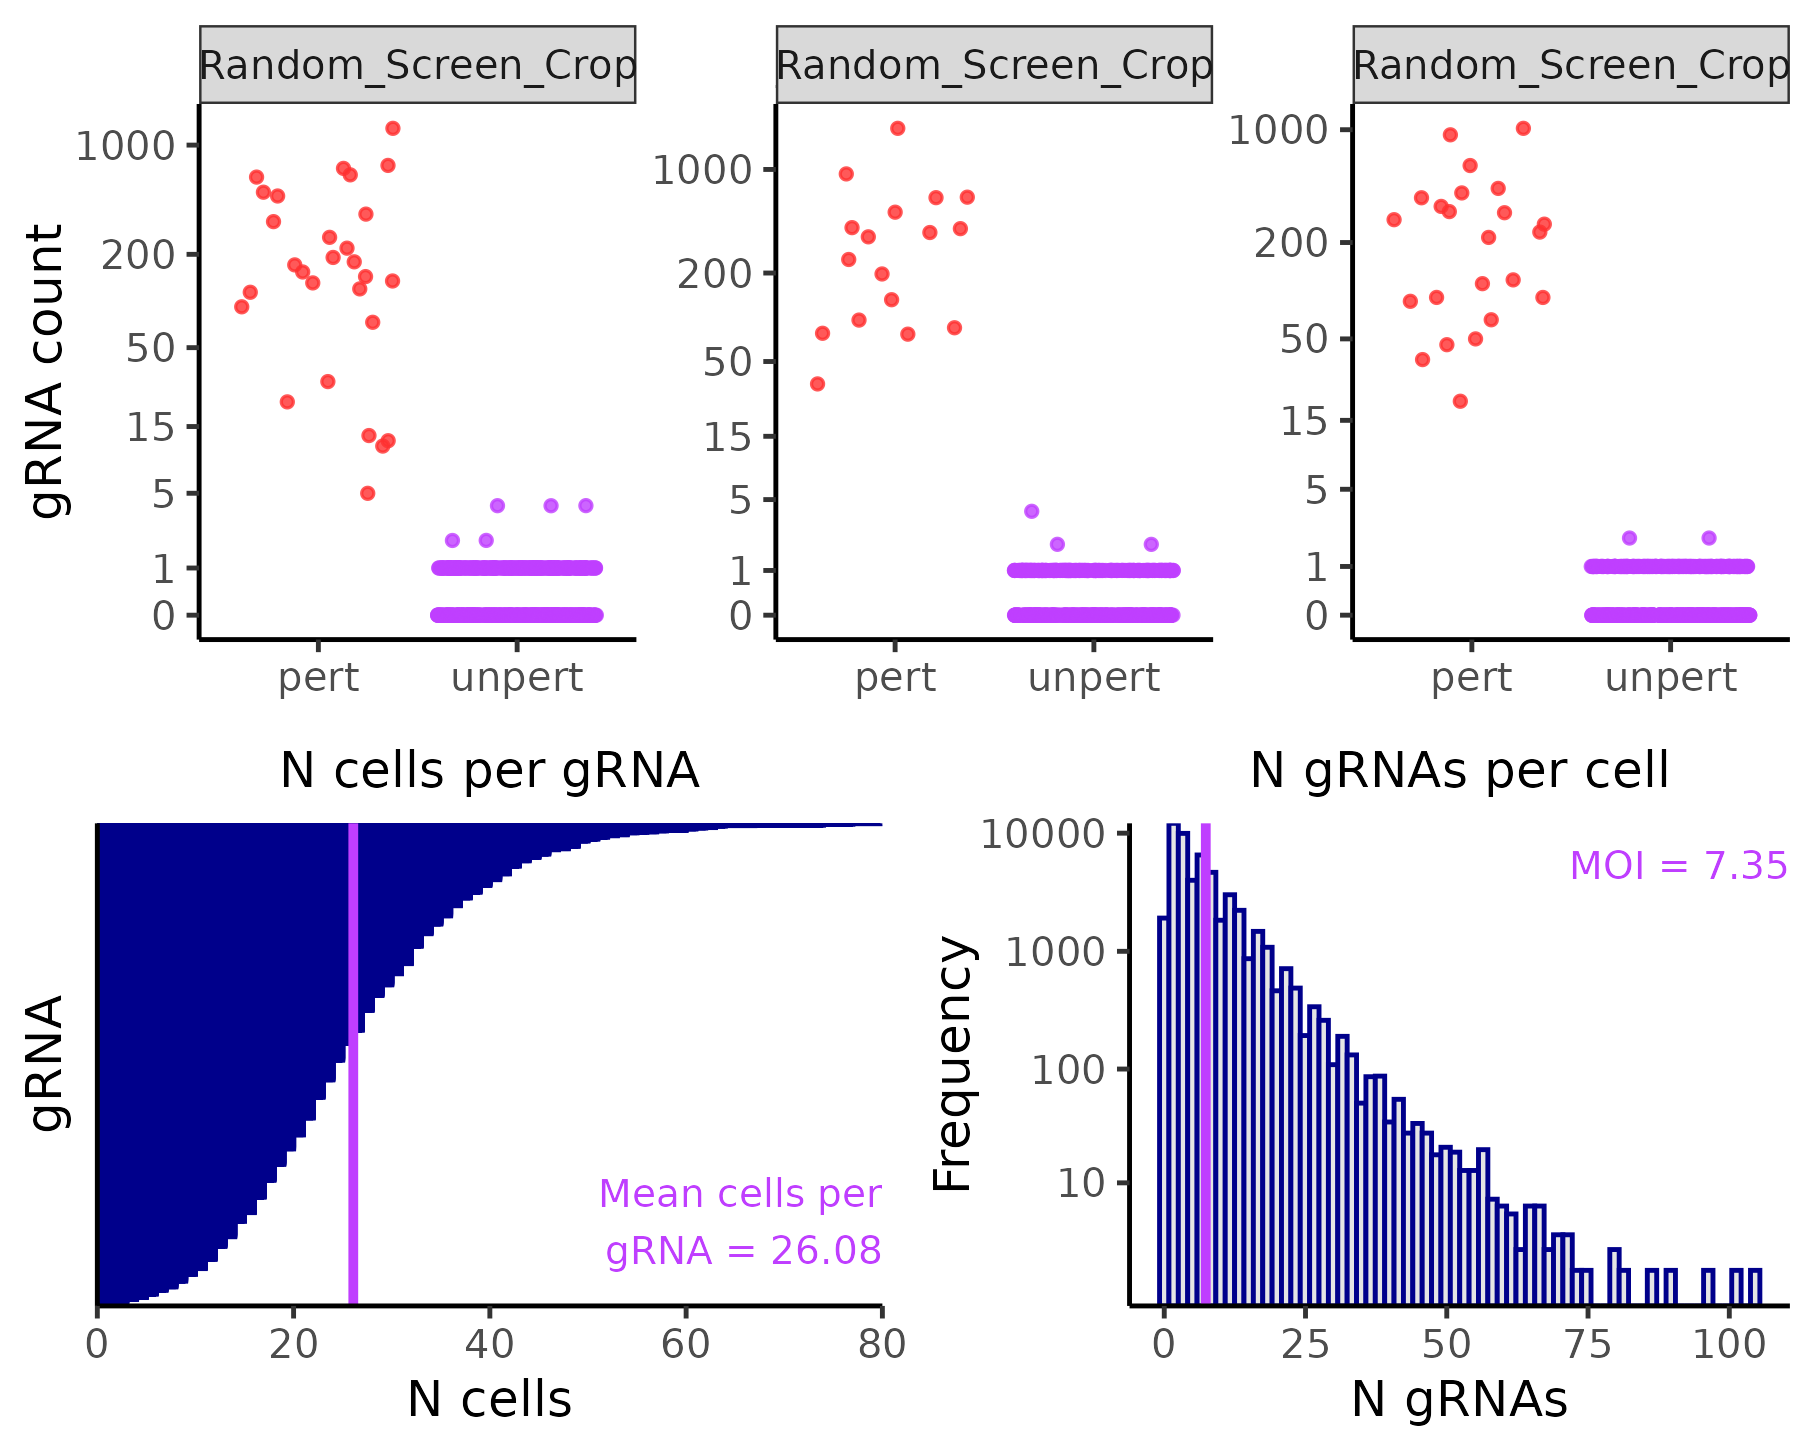 Random_Screen_Crop
Random_Screen_Crop
Random_Screen_Crop
gRNA count
1000
200
50
15
5
1
0
pert
unpert
1000
200
50
15
5
1
0
pert
unpert
1000
200
50
15
5
1
0
pert
unpert
N cells per gRNA
gRNA
Mean cells per
gRNA = 26.08
0
20
40
60
80
N cells
N gRNAs per cell
Frequency
10000
1000
100
10
MOI = 7.35
0
25
50
75
100
N gRNAs